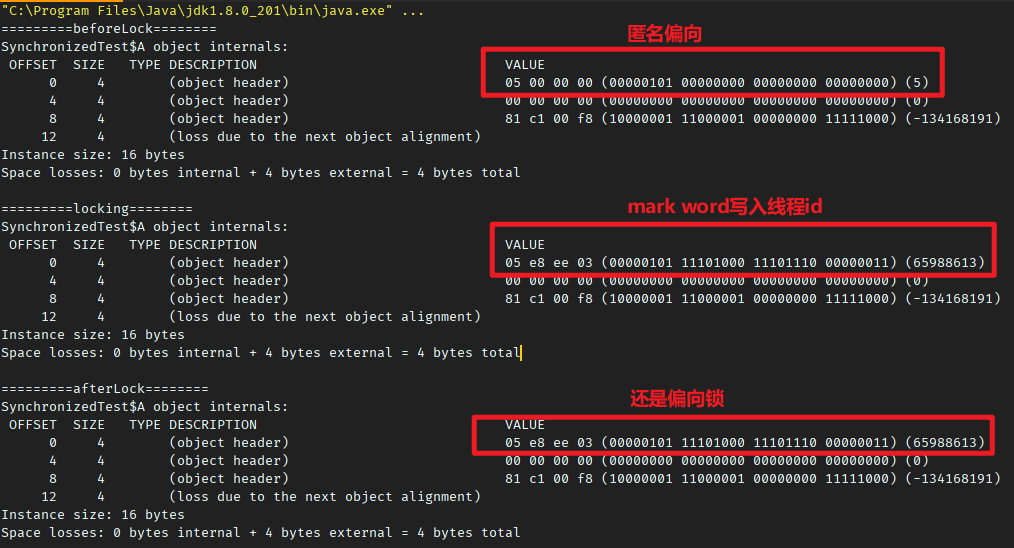 "C:\Program Files\Java\jdk1.8.0_201\bin\java.exe" ...
=========beforeLock========
匿名偏向
SynchronizedTest$A object internals:
 OFFSET  SIZE   TYPE DESCRIPTION                               VALUE
      0     4        (object header)                           05 00 00 00 (00000101 00000000 00000000 00000000) (5)
      4     4        (object header)                           00 00 00 00 (00000000 00000000 00000000 00000000) (0)
      8     4        (object header)                           81 c1 00 f8 (10000001 11000001 00000000 11111000) (-134168191)
     12     4        (loss due to the next object alignment)
Instance size: 16 bytes
Space losses: 0 bytes internal + 4 bytes external = 4 bytes total
=========locking========
mark word写入线程id
SynchronizedTest$A object internals:
 OFFSET  SIZE   TYPE DESCRIPTION                               VALUE
      0     4        (object header)                           05 e8 ee 03 (00000101 11101000 11101110 00000011) (65988613)
      4     4        (object header)                           00 00 00 00 (00000000 00000000 00000000 00000000) (0)
      8     4        (object header)                           81 c1 00 f8 (10000001 11000001 00000000 11111000) (-134168191)
     12     4        (loss due to the next object alignment)
Instance size: 16 bytes
Space losses: 0 bytes internal + 4 bytes external = 4 bytes total
=========afterLock========
还是偏向锁
SynchronizedTest$A object internals:
 OFFSET  SIZE   TYPE DESCRIPTION                               VALUE
      0     4        (object header)                           05 e8 ee 03 (00000101 11101000 11101110 00000011) (65988613)
      4     4        (object header)                           00 00 00 00 (00000000 00000000 00000000 00000000) (0)
      8     4        (object header)                           81 c1 00 f8 (10000001 11000001 00000000 11111000) (-134168191)
     12     4        (loss due to the next object alignment)
Instance size: 16 bytes
Space losses: 0 bytes internal + 4 bytes external = 4 bytes total